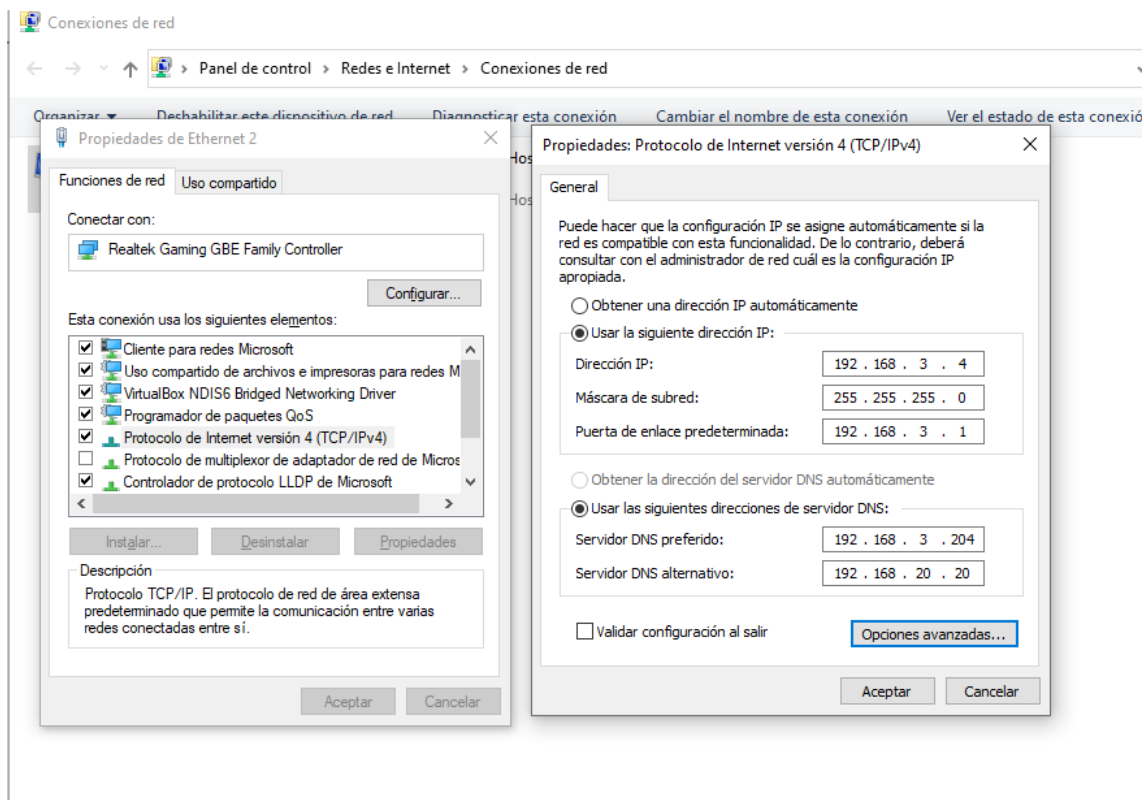 Conexiones de red
Panel de control > Redes e Internet > Conexiones de red
Organizar Deshabilitar este dispositivo de red Diagnosticar esta conexión Cambiar el nombre de esta conexión Ver el estado de esta conexió
Propiedades de Ethernet 2
Funciones de red Uso compartido
Conectar con:
Realtek Gaming GBE Family Controller
Configurar...
Esta conexión usa los siguientes elementos:
Cliente para redes Microsoft
Uso compartido de archivos e impresoras para redes M
VirtualBox NDIS6 Bridged Networking Driver
Programador de paquetes QoS
Protocolo de Internet versión 4 (TCP/IPv4)
Protocolo de multiplexor de adaptador de red de Micros
Controlador de protocolo LLDP de Microsoft
Instalar... Desinstalar Propiedades
Descripción
Protocolo TCP/IP. El protocolo de red de área extensa
predeterminado que permite la comunicación entre varias
redes conectadas entre sí.
Aceptar Cancelar
Hos
Hos
Propiedades: Protocolo de Internet versión 4 (TCP/IPv4)
General
Puede hacer que la configuración IP se asigne automáticamente si la
red es compatible con esta funcionalidad. De lo contrario, deberá
consultar con el administrador de red cuál es la configuración IP
apropiada.
Obtener una dirección IP automáticamente
Usar la siguiente dirección IP:
Dirección IP: 192 . 168 . 3 . 4
Máscara de subred: 255 . 255 . 255 . 0
Puerta de enlace predeterminada: 192 . 168 . 3 . 1
Obtener la dirección del servidor DNS automáticamente
Usar las siguientes direcciones de servidor DNS:
Servidor DNS preferido: 192 . 168 . 3 . 204
Servidor DNS alternativo: 192 . 168 . 20 . 20
Validar configuración al salir
Opciones avanzadas...
Aceptar Cancelar